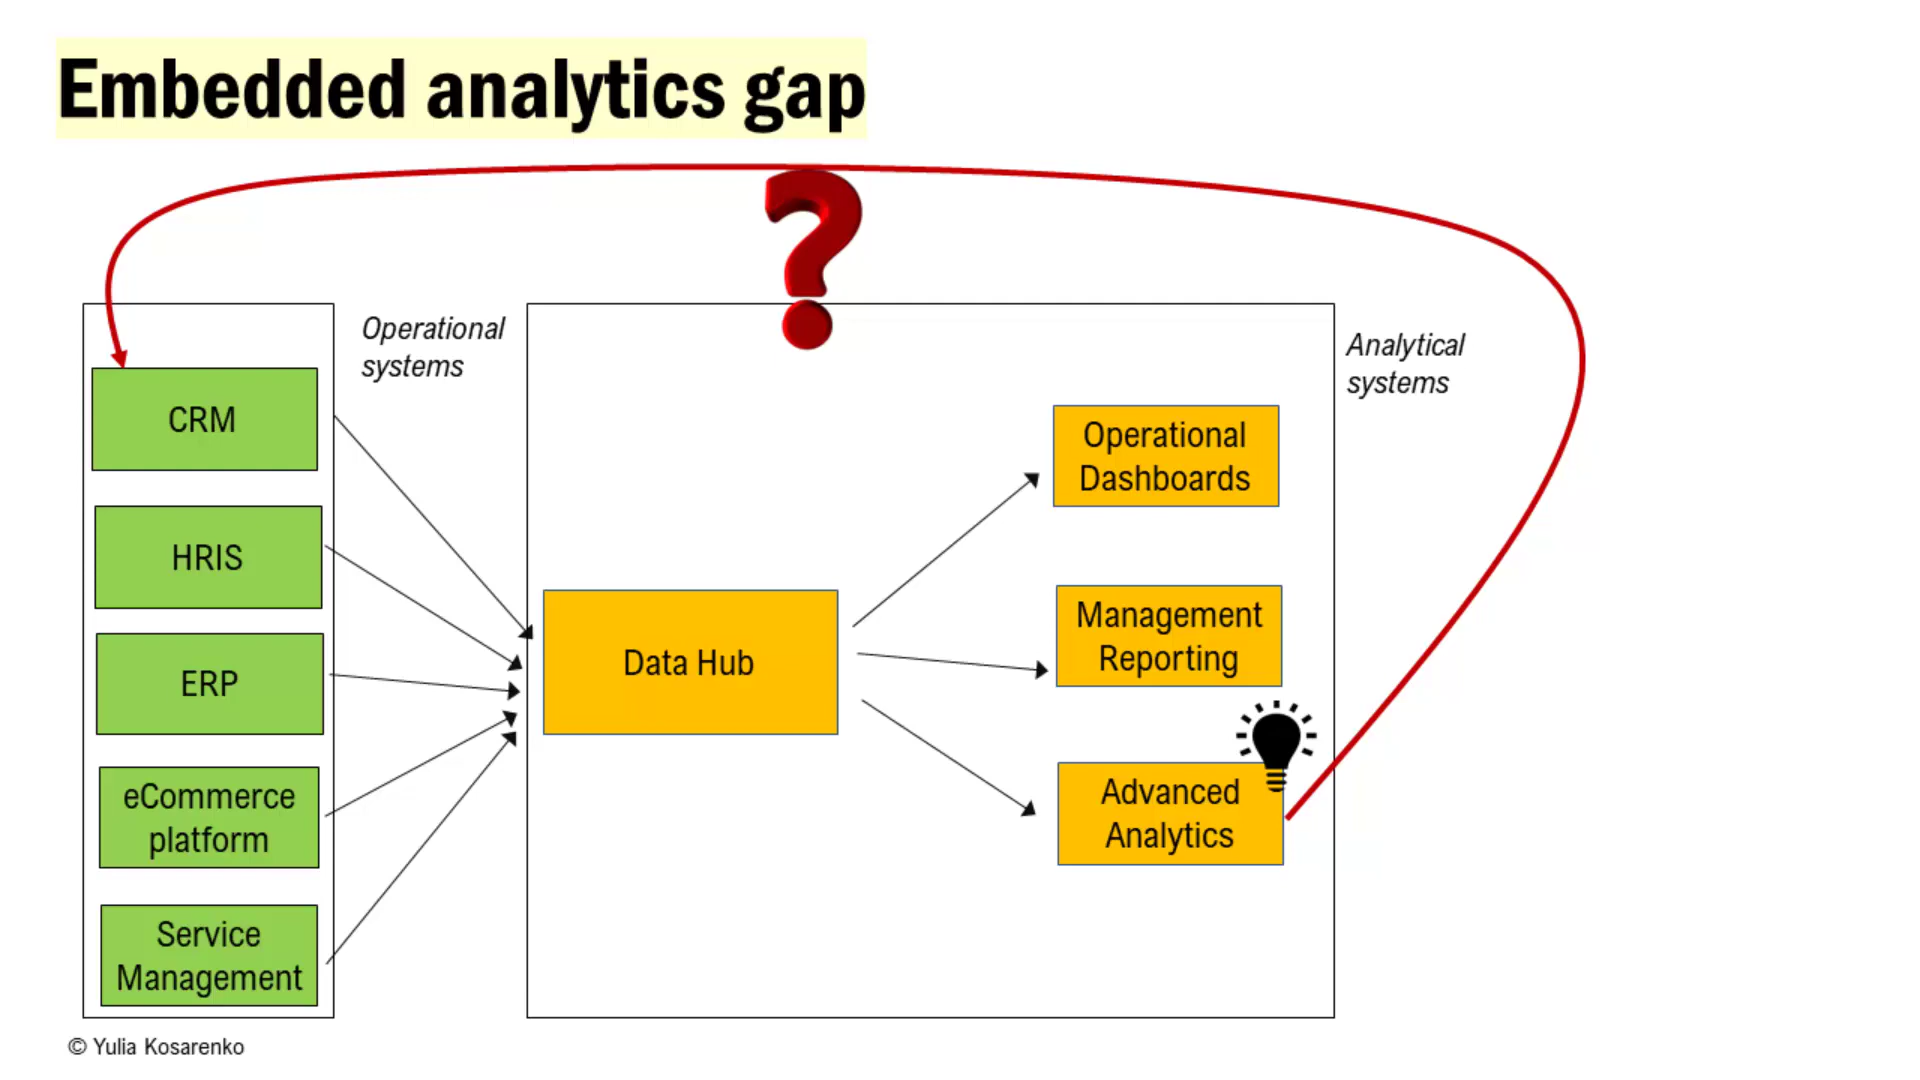 Embedded analytics gap
Operational
systems
Analytical
systems
CRM
HRIS
ERP
eCommerce
platform
Service
Management
Data Hub
Operational
Dashboards
Management
Reporting
Advanced
Analytics
© Yulia Kosarenko